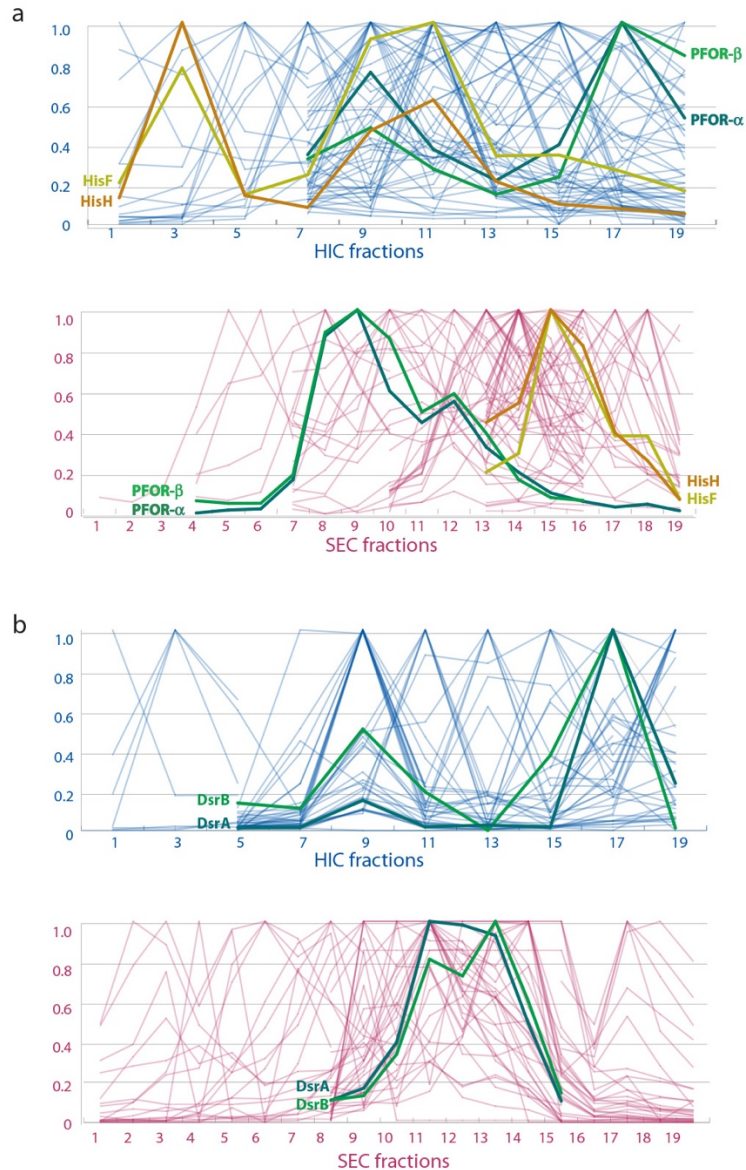 a
1.0
0.8
0.6
0.4
0.2
0
PFOR-β
PFOR-α
HisF
HisH
1 3 5 7 9 11 13 15 17 19
HIC fractions
1.0
0.8
0.6
0.4
0.2
0
PFOR-β
PFOR-α
HisH
HisF
1 2 3 4 5 6 7 8 9 10 11 12 13 14 15 16 17 18 19
SEC fractions
b
1.0
0.8
0.6
0.4
0.2
0
DsrB
DsrA
1 3 5 7 9 11 13 15 17 19
HIC fractions
1.0
0.8
0.6
0.4
0.2
0
DsrA
DsrB
1 2 3 4 5 6 7 8 9 10 11 12 13 14 15 16 17 18 19
SEC fractions